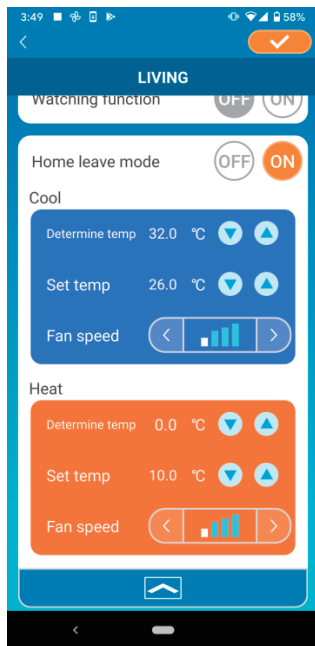 3:49 58%
LIVING
Watching function OFF ON
Home leave mode OFF ON
Cool
Determine temp 32.0 ℃
Set temp 26.0 ℃
Fan speed
Heat
Determine temp 0.0 ℃
Set temp 10.0 ℃
Fan speed